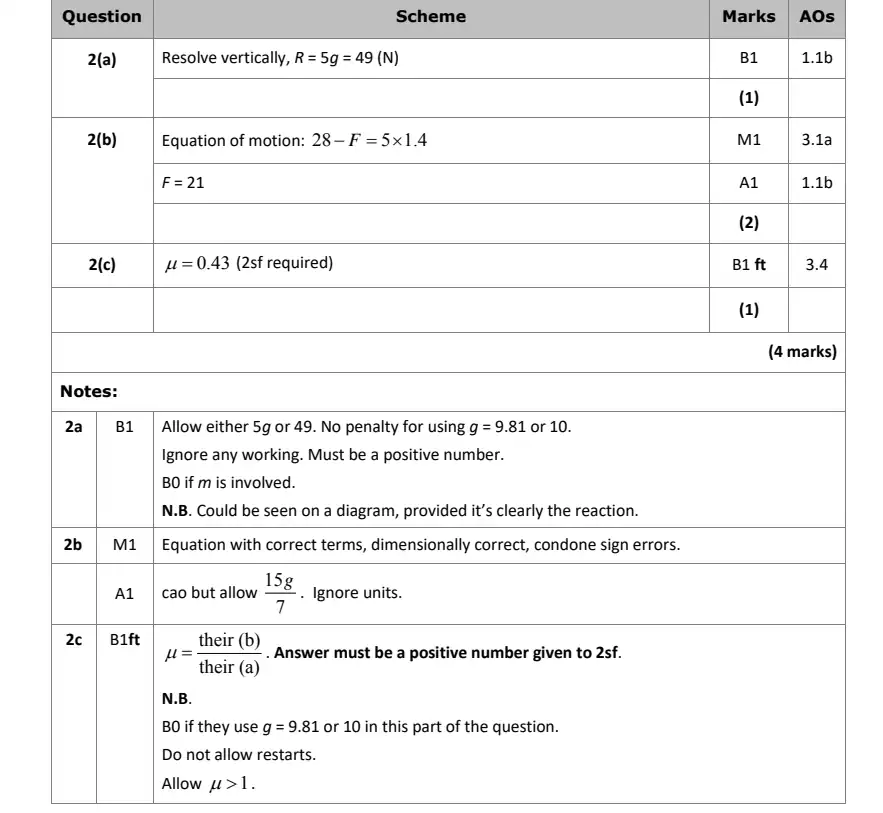 Question Scheme Marks AOs
2(a) Resolve vertically, R = 5g = 49 (N) B1 1.1b
(1)
2(b) Equation of motion: 28 – F = 5×1.4 M1 3.1a
F = 21 A1 1.1b
(2)
2(c) μ = 0.43 (2sf required) B1 ft 3.4
(1)
(4 marks)
Notes:
2a B1 Allow either 5g or 49. No penalty for using g = 9.81 or 10.
Ignore any working. Must be a positive number.
B0 if m is involved.
N.B. Could be seen on a diagram, provided it’s clearly the reaction.
2b M1 Equation with correct terms, dimensionally correct, condone sign errors.
A1 cao but allow 15g/7 . Ignore units.
2c B1ft μ = their (b)/their (a) . Answer must be a positive number given to 2sf.
N.B.
B0 if they use g = 9.81 or 10 in this part of the question.
Do not allow restarts.
Allow μ > 1.